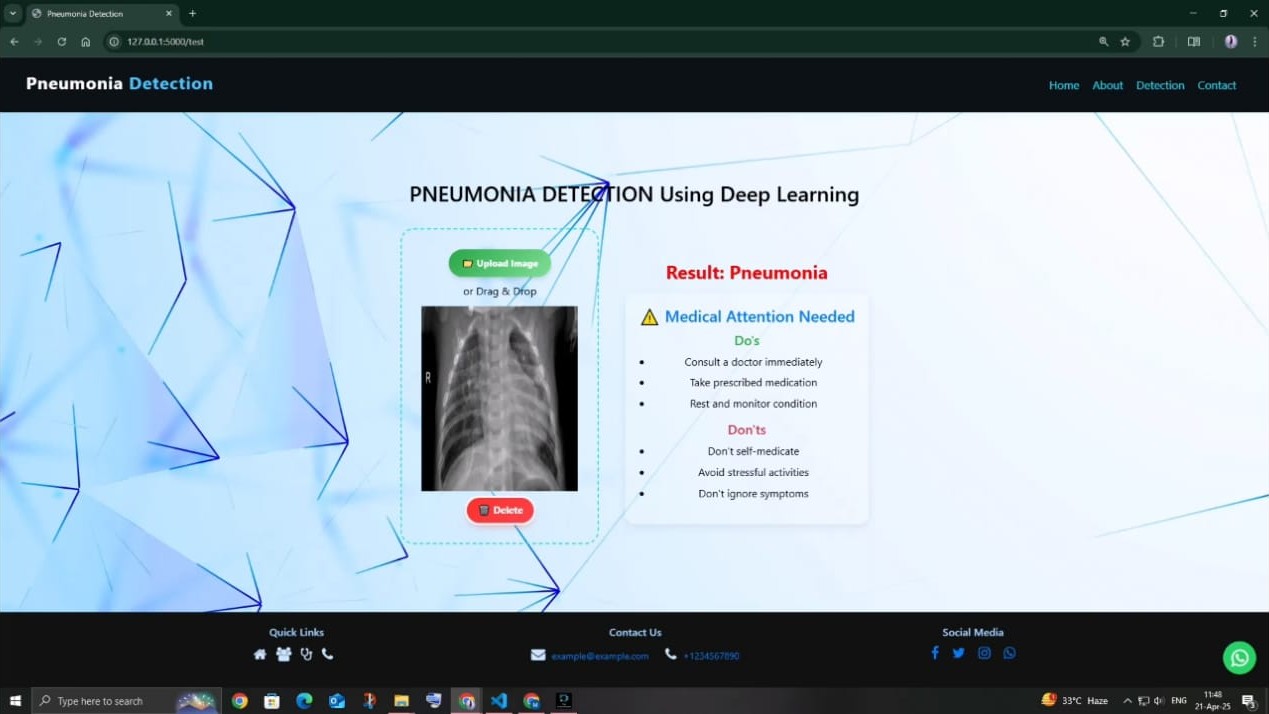 Pneumonia Detection
127.0.0.1:5000/test
Pneumonia Detection
Home About Detection Contact
PNEUMONIA DETECTION Using Deep Learning
Upload Image
or Drag & Drop
R
Delete
Result: Pneumonia
Medical Attention Needed
Do's
Consult a doctor immediately
Take prescribed medication
Rest and monitor condition
Don'ts
Don't self-medicate
Avoid stressful activities
Don't ignore symptoms
Quick Links
Contact Us
example@example.com +1234567890
Social Media
Type here to search
33°C Haze
ENG
11:48
21-Apr-25